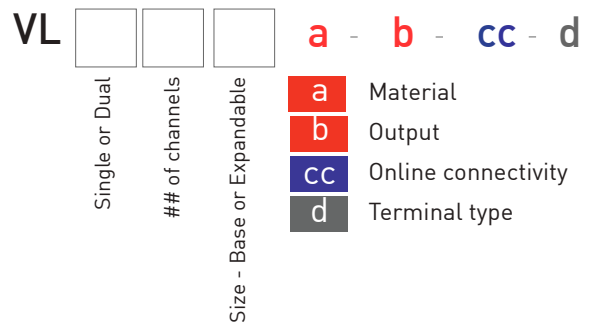 VL a - b - cc - d
Single or Dual
## of channels
Size - Base or Expandable
a Material
b Output
cc Online connectivity
d Terminal type